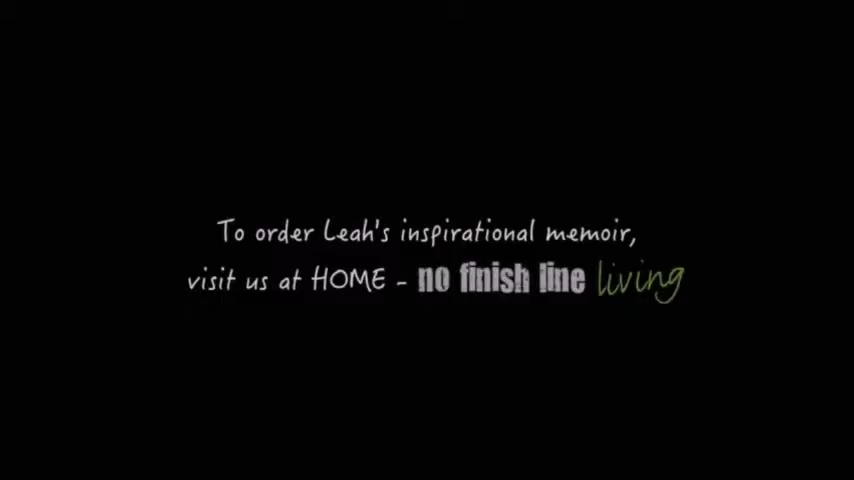 To order Leah's inspirational memoir,
visit us at HOME - no finish line living